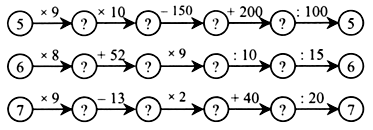 5 × 9 ? × 10 ? − 150 ? + 200 ? : 100 5
6 × 8 ? + 52 ? × 9 ? : 10 ? : 15 6
7 × 9 ? − 13 ? × 2 ? + 40 ? : 20 7